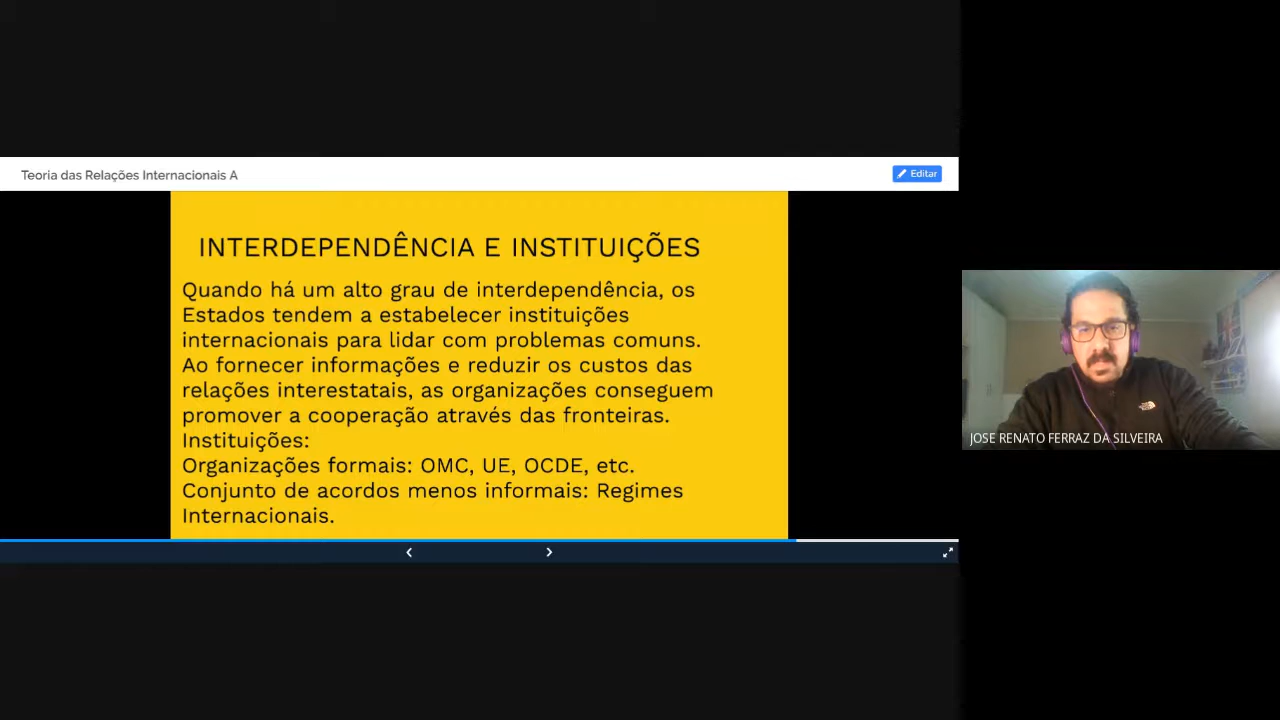 Teoria das Relações Internacionais A
Editar
INTERDEPENDÊNCIA E INSTITUIÇÕES
Quando há um alto grau de interdependência, os
Estados tendem a estabelecer instituições
internacionais para lidar com problemas comuns.
Ao fornecer informações e reduzir os custos das
relações interestatais, as organizações conseguem
promover a cooperação através das fronteiras.
Instituições:
Organizações formais: OMC, UE, OCDE, etc.
Conjunto de acordos menos informais: Regimes
Internacionais.
JOSE RENATO FERRAZ DA SILVEIRA